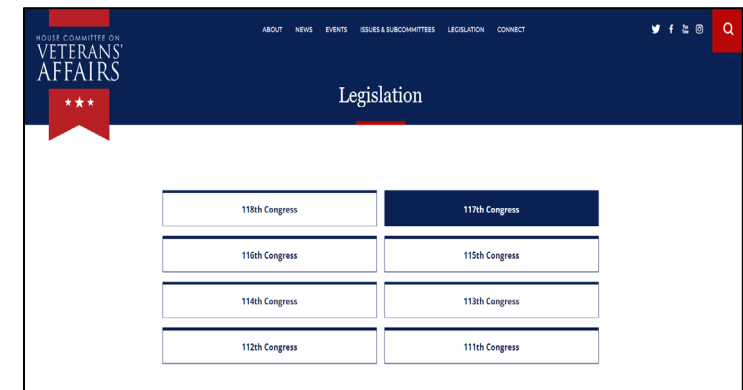 HOUSE COMMITTEE ON
VETERANS'
AFFAIRS
ABOUT NEWS EVENTS ISSUES & SUBCOMMITTEES LEGISLATION CONNECT
Legislation
118th Congress 117th Congress
116th Congress 115th Congress
114th Congress 113th Congress
112th Congress 111th Congress